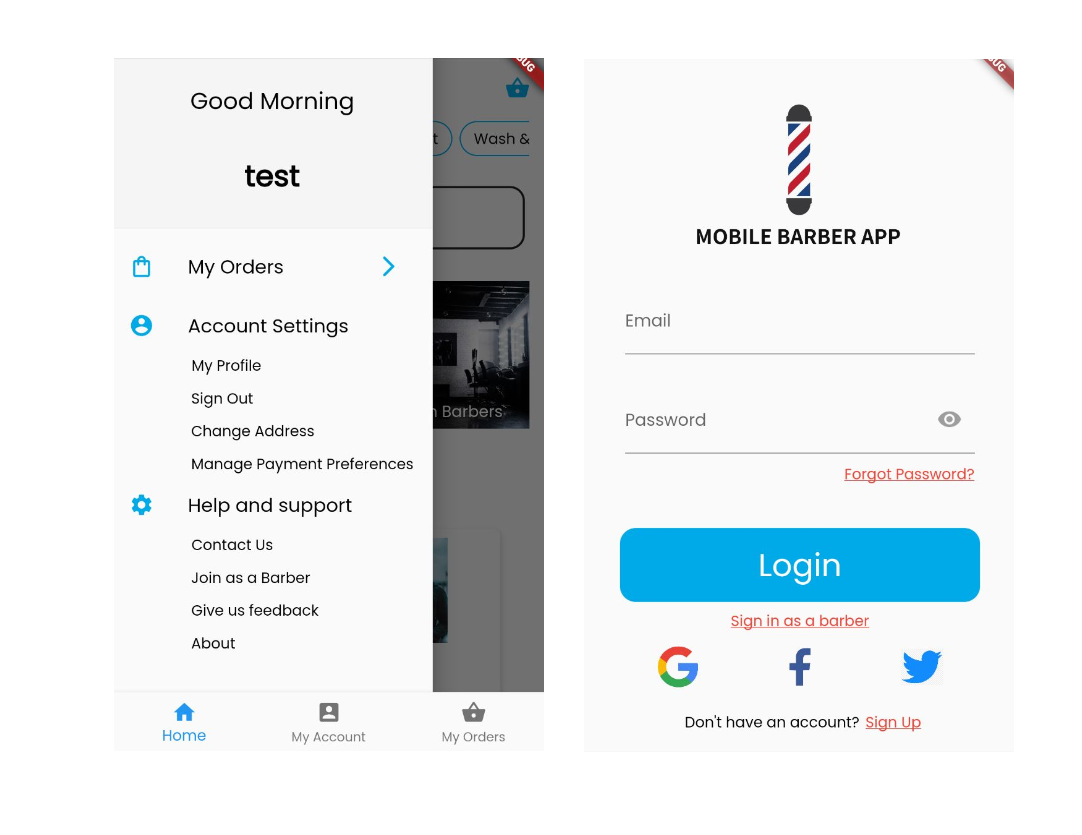 Good Morning
test
My Orders
Account Settings
My Profile
Sign Out
Change Address
Manage Payment Preferences
Help and support
Contact Us
Join as a Barber
Give us feedback
About
Wash &
Barbers
Home
My Account
My Orders
MOBILE BARBER APP
Email
Password
Forgot Password?
Login
Sign in as a barber
Don't have an account? Sign Up